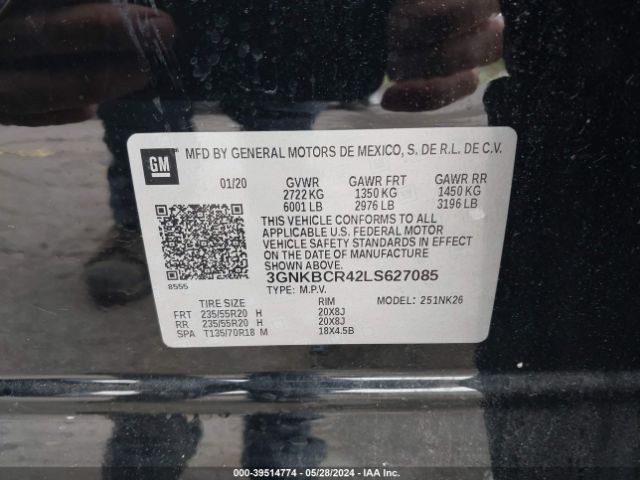 GM MFD BY GENERAL MOTORS DE MEXICO, S. DE R.L. DE C.V.
01/20 GVWR GAWR FRT GAWR RR
2722 KG 1350 KG 1450 KG
6001 LB 2976 LB 3196 LB
THIS VEHICLE CONFORMS TO ALL
APPLICABLE U.S. FEDERAL MOTOR
VEHICLE SAFETY STANDARDS IN EFFECT
ON THE DATE OF MANUFACTURE
SHOWN ABOVE.
3GNKBCR42LS627085
8555 TYPE: M.P.V.
TIRE SIZE RIM MODEL: 251NK26
FRT 235/55R20 H 20X8J
RR 235/55R20 H 20X8J
SPA T135/70R18 M 18X4.5B
000-39514774 • 05/28/2024 • IAA Inc.